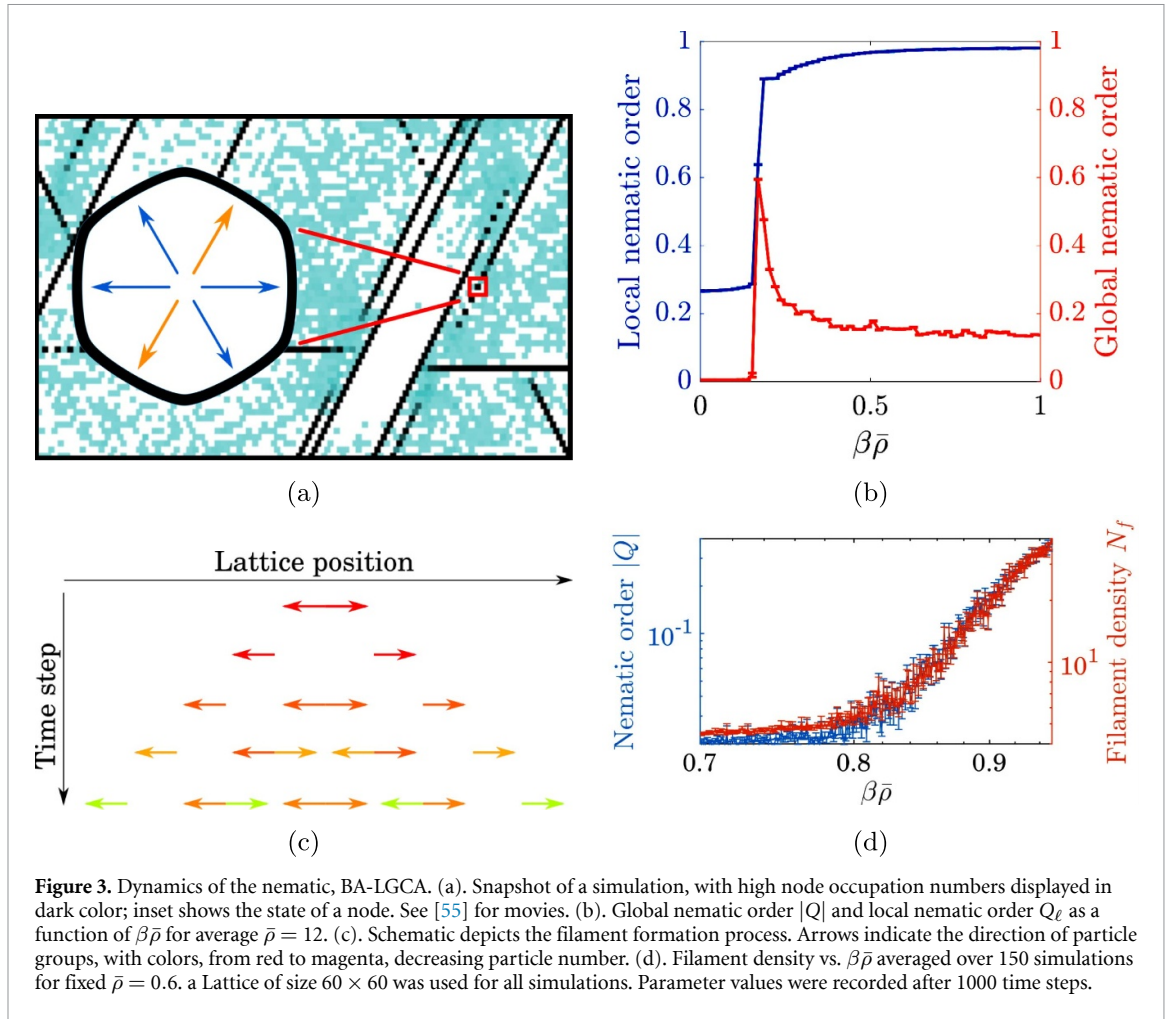 (a)
Local nematic order
Global nematic order
1
0.8
0.6
0.4
0.2
0
1
0.8
0.6
0.4
0.2
0
0
0.5
1
βρ̄
(b)
Lattice position
Time step
(c)
Nematic order |Q|
Filament density N_f
10⁻¹
10¹
0.7
0.8
0.9
βρ̄
(d)
Figure 3. Dynamics of the nematic, BA-LGCA. (a). Snapshot of a simulation, with high node occupation numbers displayed in
dark color; inset shows the state of a node. See [55] for movies. (b). Global nematic order |Q| and local nematic order Q_ℓ as a
function of βρ̄ for average ρ̄ = 12. (c). Schematic depicts the filament formation process. Arrows indicate the direction of particle
groups, with colors, from red to magenta, decreasing particle number. (d). Filament density vs. βρ̄ averaged over 150 simulations
for fixed ρ̄ = 0.6. a Lattice of size 60 × 60 was used for all simulations. Parameter values were recorded after 1000 time steps.